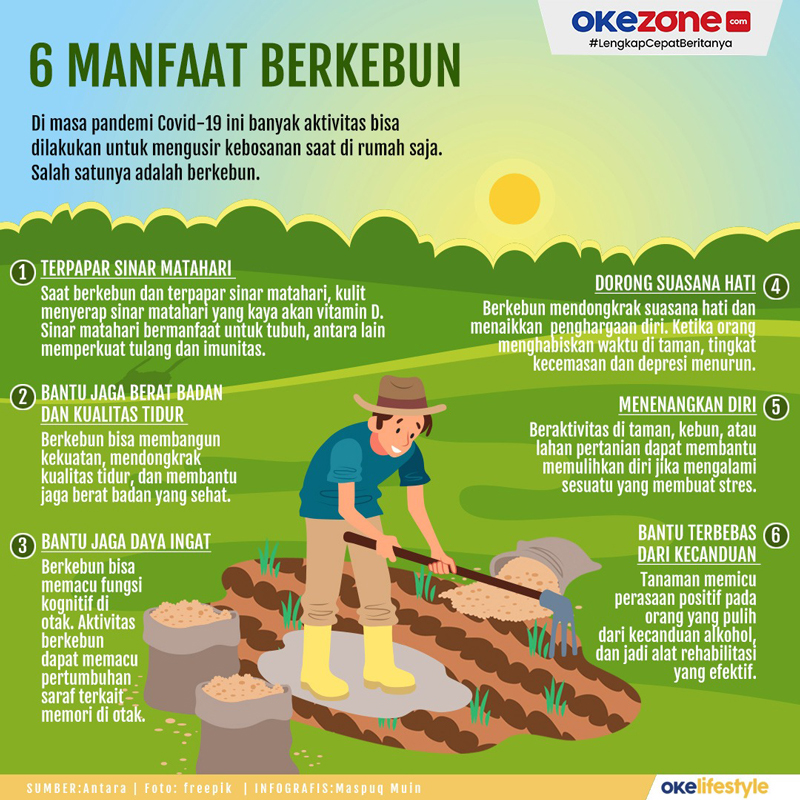 okezone.com
#LengkapCepatBeritanya
6 MANFAAT BERKEBUN
Di masa pandemi Covid-19 ini banyak aktivitas bisa
dilakukan untuk mengusir kebosanan saat di rumah saja.
Salah satunya adalah berkebun.
1 TERPAPAR SINAR MATAHARI
Saat berkebun dan terpapar sinar matahari, kulit
menyerap sinar matahari yang kaya akan vitamin D.
Sinar matahari bermanfaat untuk tubuh, antara lain
memperkuat tulang dan imunitas.
2 BANTU JAGA BERAT BADAN
DAN KUALITAS TIDUR
Berkebun bisa membangun
kekuatan, mendongkrak
kualitas tidur, dan membantu
jaga berat badan yang sehat.
3 BANTU JAGA DAYA INGAT
Berkebun bisa
memacu fungsi
kognitif di
otak. Aktivitas
berkebun
dapat memacu
pertumbuhan
saraf terkait
memori di otak.
DORONG SUASANA HATI 4
Berkebun mendongkrak suasana hati dan
menaikkan penghargaan diri. Ketika orang
menghabiskan waktu di taman, tingkat
kecemasan dan depresi menurun.
MENENANGKAN DIRI 5
Beraktivitas di taman, kebun, atau
lahan pertanian dapat membantu
memulihkan diri jika mengalami
sesuatu yang membuat stres.
BANTU TERBEBAS 6
DARI KECANDUAN
Tanaman memicu
perasaan positif pada
orang yang pulih
dari kecanduan alkohol,
dan jadi alat rehabilitasi
yang efektif.
SUMBER:Antara | Foto: freepik | INFOGRAFIS:Maspuq Muin
okelifestyle